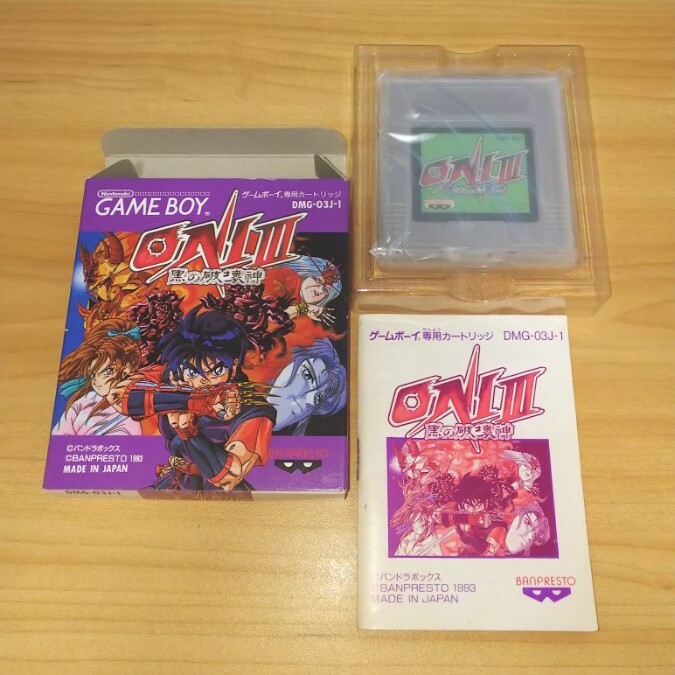 Nintendo
GAME BOY®
ゲームボーイ®専用カートリッジ
DMG-03J-1
ONI III
黒の破壊神
©パンドラボックス
©BANPRESTO 1993
MADE IN JAPAN
BANPRESTO
DMG-03J-1
ONI III
ゲームボーイ®専用カートリッジ DMG-03J-1
せんよう
ONI III
黒の破壊神
©パンドラボックス
©BANPRESTO 1993
MADE IN JAPAN
BANPRESTO